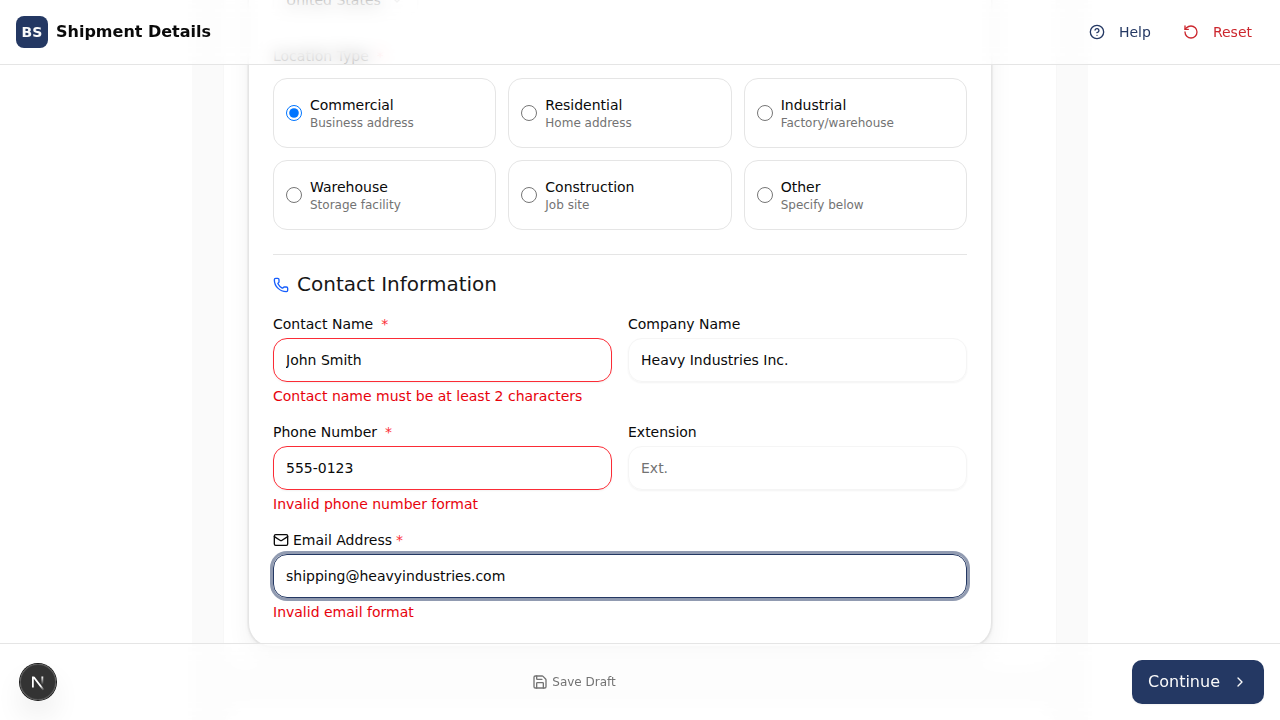 United States
BS Shipment Details Help Reset
Location Type *
Commercial Residential Industrial
Business address Home address Factory/warehouse
Warehouse Construction Other
Storage facility Job site Specify below
Contact Information
Contact Name * Company Name
John Smith Heavy Industries Inc.
Contact name must be at least 2 characters
Phone Number * Extension
555-0123 Ext.
Invalid phone number format
Email Address *
shipping@heavyindustries.com
Invalid email format
N Save Draft Continue